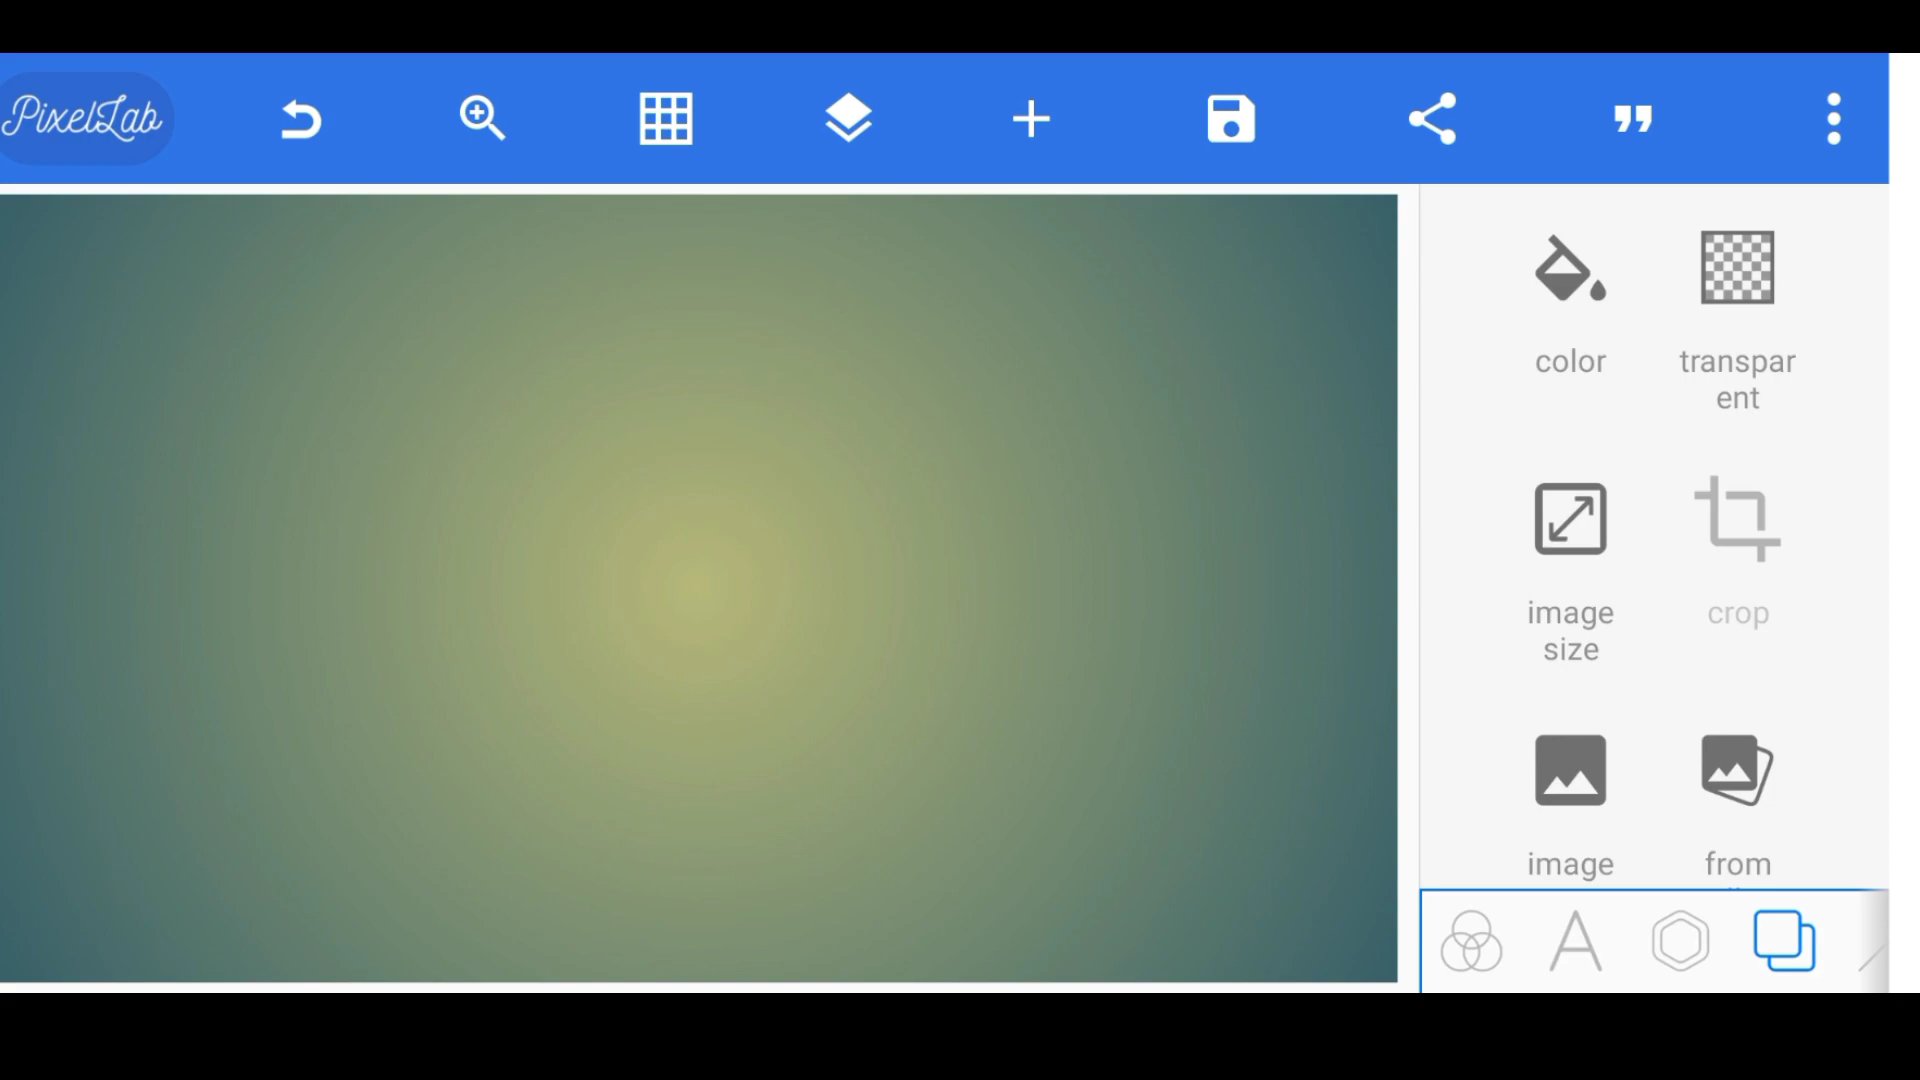 PixelLab
color
transpar
ent
image
size
crop
image
from